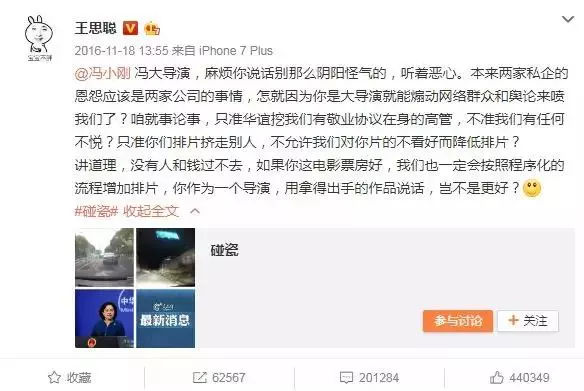 王思聪
2016-11-18 13:55 来自 iPhone 7 Plus
@冯小刚 冯大导演，麻烦你说话别那么阴阳怪气的，听着恶心。本来两家私企的
恩怨应该是两家公司的事情，怎就因为你是大导演就能煽动网络群众和舆论来喷
我们了？咱就事论事，只准华谊挖我们有敬业协议在身的高管，不准我们有任何
不悦？只准你们排片挤走别人，不允许我们对你片的不看好而降低排片？
讲道理，没有人和钱过不去，如果你这电影票房好，我们也一定会按照程序化的
流程增加排片，你作为一个导演，用拿得出手的作品说话，岂不是更好？
#碰瓷# 收起全文
碰瓷
中华
最新消息
参与讨论
+ 关注
收藏
62567
201284
440349
宝宝不胖